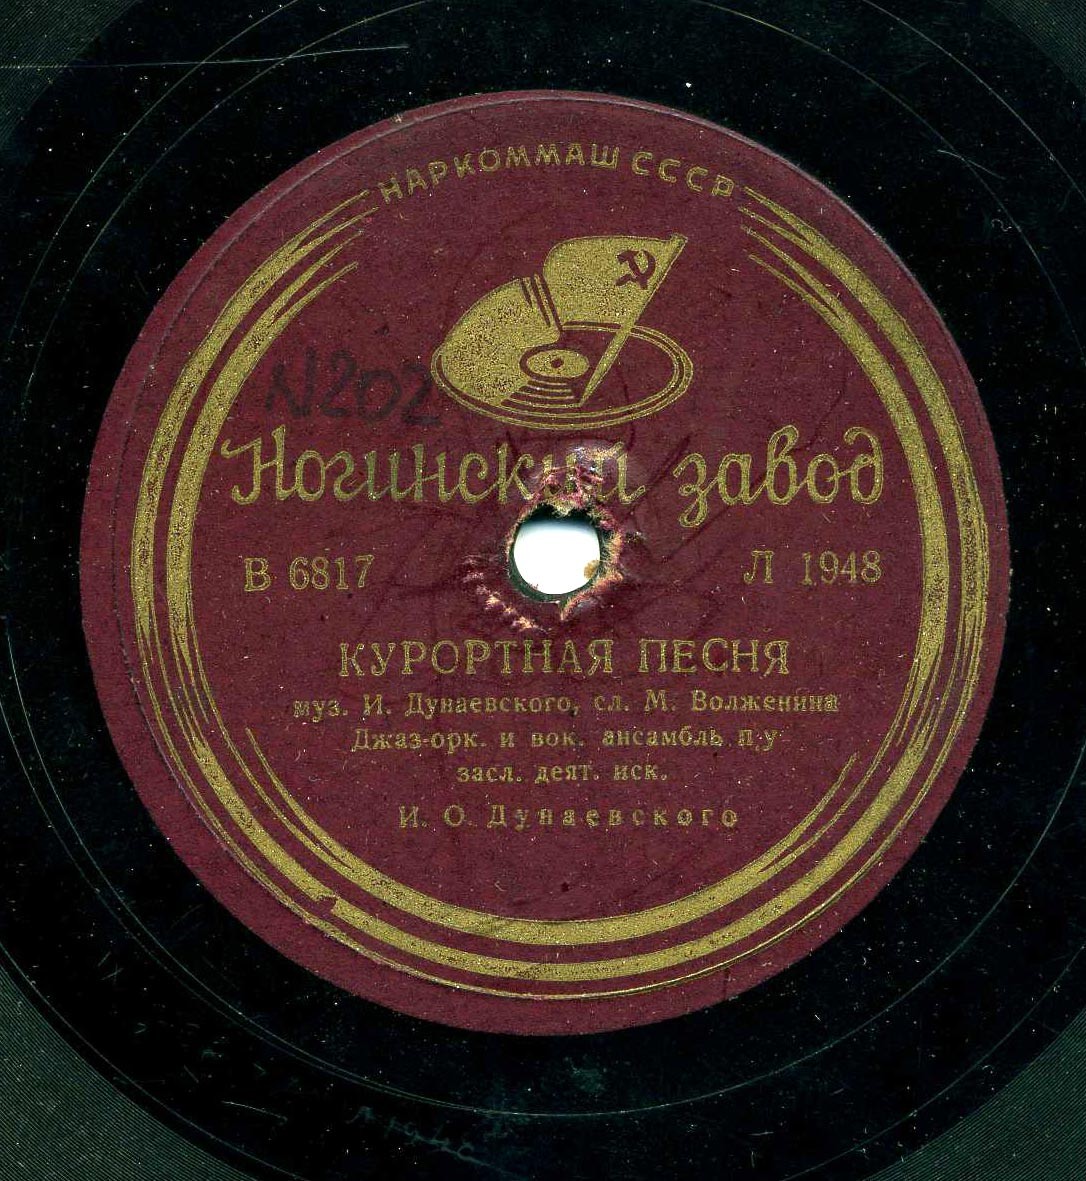 НАРКОММАШ СССР
N202
Ногинский завод
В 6817 Л 1948
КУРОРТНАЯ ПЕСНЯ
муз. И. Дунаевского, сл. М. Волженина
Джаз-орк. и вок. ансамбль п/у
засл. деят. иск.
И. О. Дунаевского